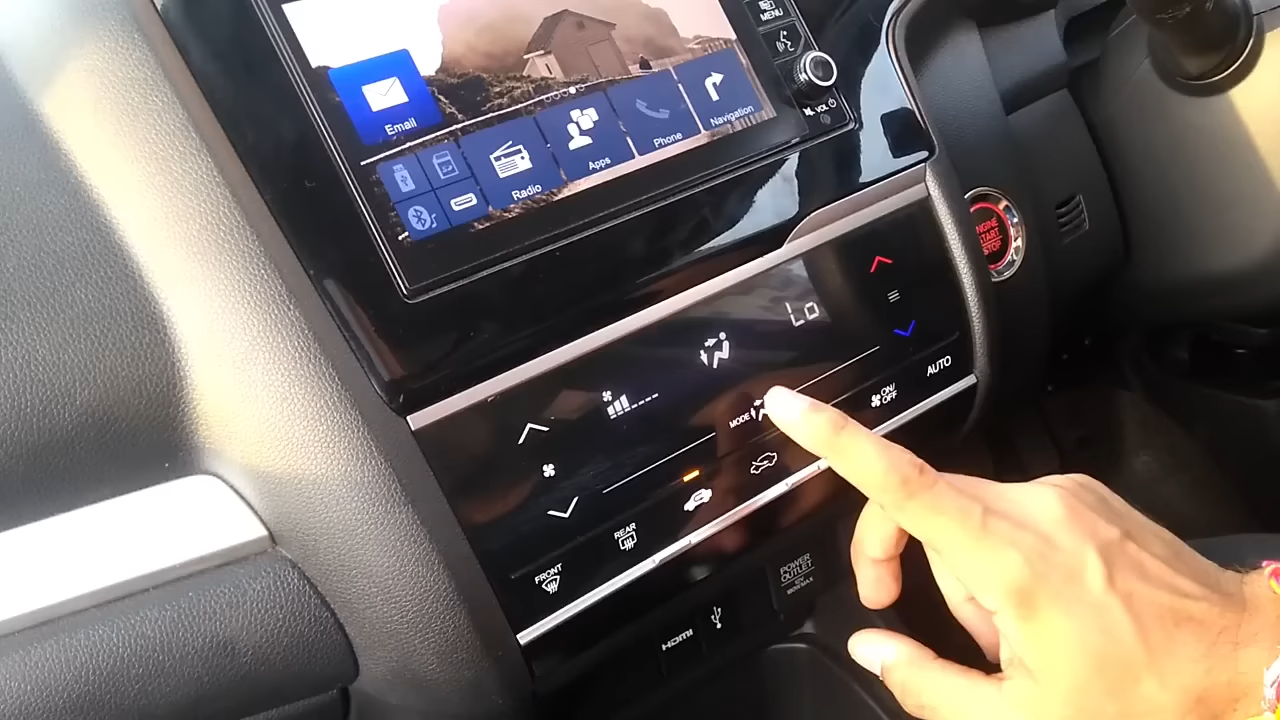 MENU
Email
Radio
Apps
Phone
Navigation
VOL
ENGINE
START
STOP
Lo
MODE
ON/
OFF
AUTO
REAR
FRONT
POWER
OUTLET
HDMI